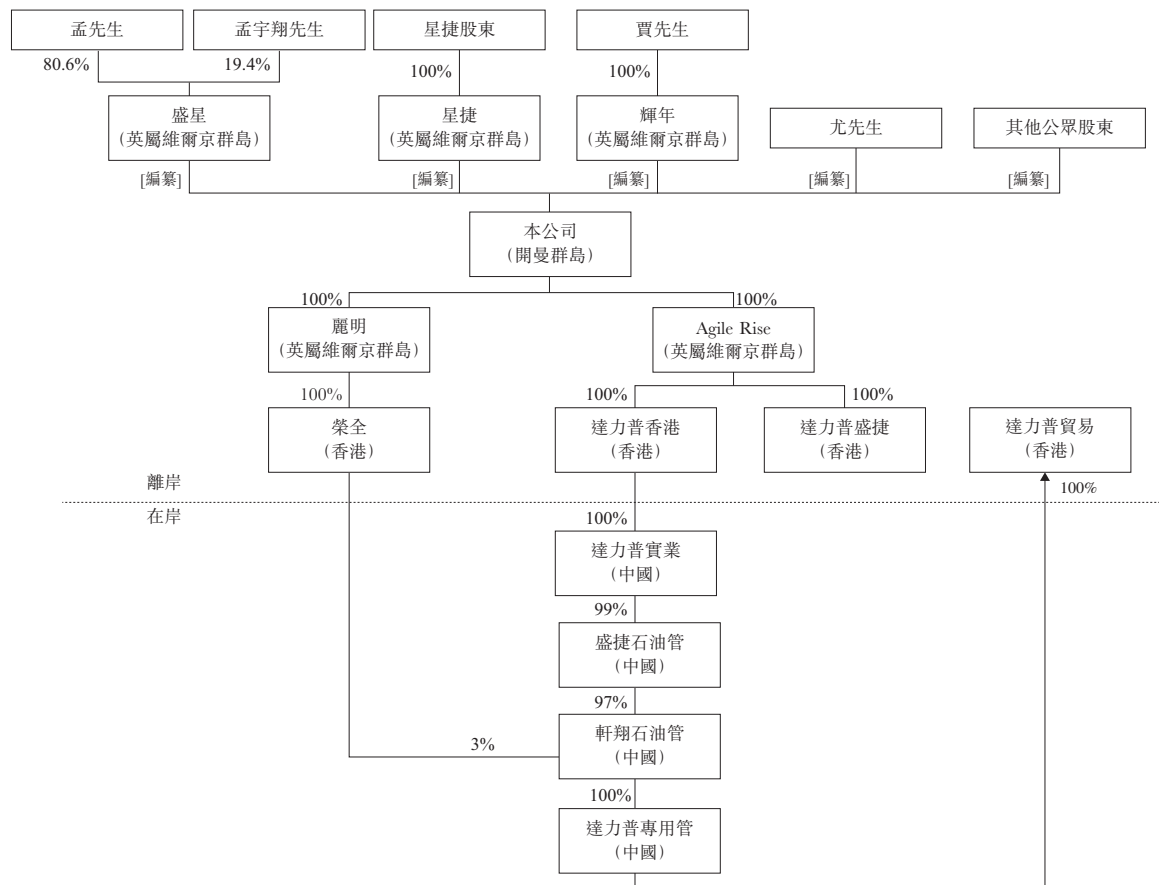 孟先生
孟宇翔先生
星捷股東
賈先生
80.6%
19.4%
100%
100%
盛星
(英屬維爾京群島)
星捷
(英屬維爾京群島)
輝年
(英屬維爾京群島)
尤先生
其他公眾股東
[編纂]
[編纂]
[編纂]
[編纂]
[編纂]
本公司
(開曼群島)
100%
100%
麗明
(英屬維爾京群島)
Agile Rise
(英屬維爾京群島)
100%
100%
100%
榮全
(香港)
達力普香港
(香港)
達力普盛捷
(香港)
達力普貿易
(香港)
離岸
100%
在岸
100%
達力普實業
(中國)
99%
盛捷石油管
(中國)
97%
軒翔石油管
(中國)
3%
100%
達力普專用管
(中國)